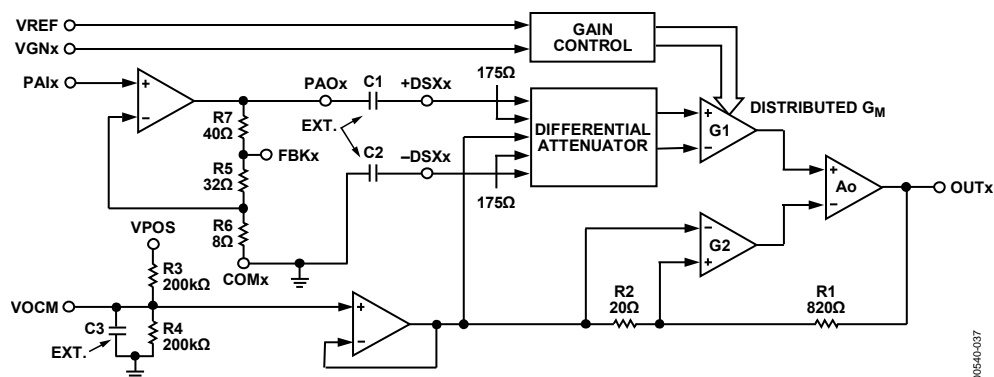 VREF
VGNx
PAIx
GAIN
CONTROL
PAOx
C1
+DSXx
175Ω
DISTRIBUTED GM
R7
40Ω
EXT.
DIFFERENTIAL
ATTENUATOR
+
−
G1
FBKx
C2
−DSXx
R5
32Ω
175Ω
+
−
Ao
OUTx
VPOS
R6
8Ω
COMx
−
+
G2
R3
200kΩ
VOCM
C3
EXT.
R4
200kΩ
+
−
R2
20Ω
R1
820Ω
+
−
00540-037